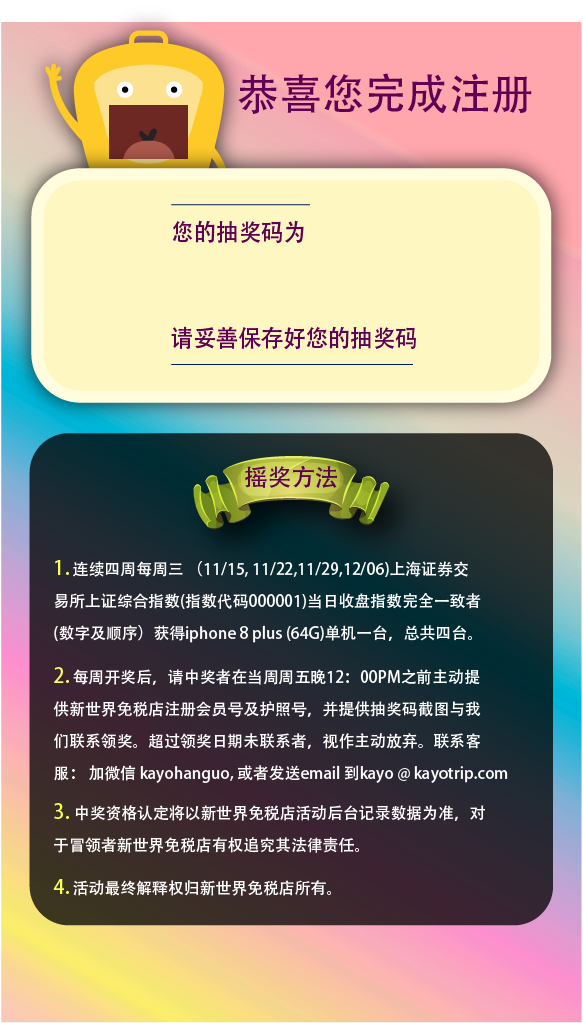 恭喜您完成注册
您的抽奖码为
请妥善保存好您的抽奖码
摇奖方法
1. 连续四周每周三 （11/15, 11/22,11/29,12/06)上海证券交
易所上证综合指数(指数代码000001)当日收盘指数完全一致者
(数字及顺序）获得iphone 8 plus (64G)单机一台，总共四台。
2. 每周开奖后，请中奖者在当周周五晚12：00PM之前主动提
供新世界免税店注册会员号及护照号，并提供抽奖码截图与我
们联系领奖。超过领奖日期未联系者，视作主动放弃。联系客
服： 加微信 kayohanguo, 或者发送email 到kayo @ kayotrip.com
3. 中奖资格认定将以新世界免税店活动后台记录数据为准，对
于冒领者新世界免税店有权追究其法律责任。
4. 活动最终解释权归新世界免税店所有。